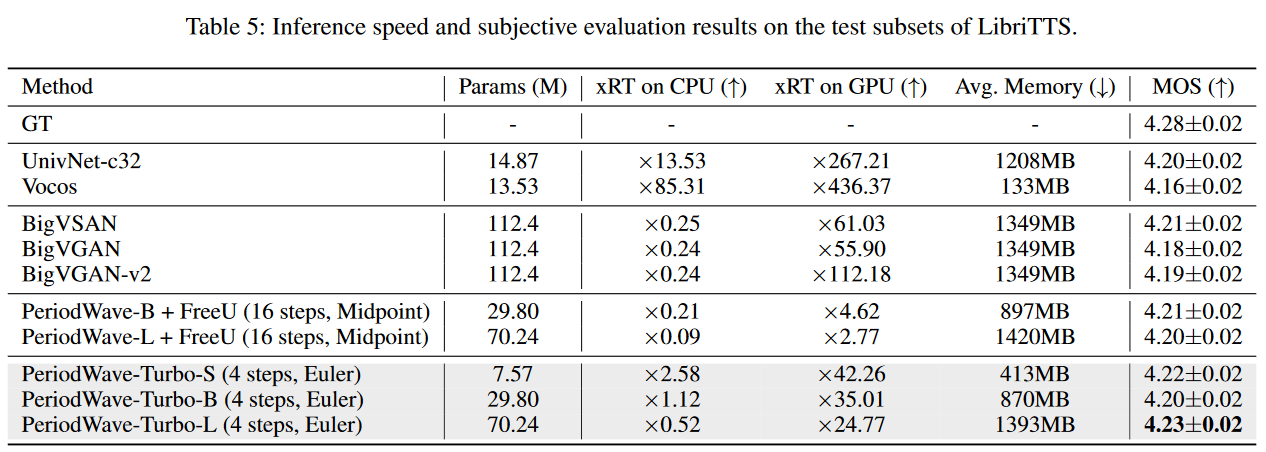 Table 5: Inference speed and subjective evaluation results on the test subsets of LibriTTS.
Method Params (M) xRT on CPU (↑) xRT on GPU (↑) Avg. Memory (↓) MOS (↑)
GT - - - - 4.28±0.02
UnivNet-c32 14.87 ×13.53 ×267.21 1208MB 4.20±0.02
Vocos 13.53 ×85.31 ×436.37 133MB 4.16±0.02
BigVSAN 112.4 ×0.25 ×61.03 1349MB 4.21±0.02
BigVGAN 112.4 ×0.24 ×55.90 1349MB 4.18±0.02
BigVGAN-v2 112.4 ×0.24 ×112.18 1349MB 4.19±0.02
PeriodWave-B + FreeU (16 steps, Midpoint) 29.80 ×0.21 ×4.62 897MB 4.21±0.02
PeriodWave-L + FreeU (16 steps, Midpoint) 70.24 ×0.09 ×2.77 1420MB 4.20±0.02
PeriodWave-Turbo-S (4 steps, Euler) 7.57 ×2.58 ×42.26 413MB 4.22±0.02
PeriodWave-Turbo-B (4 steps, Euler) 29.80 ×1.12 ×35.01 870MB 4.20±0.02
PeriodWave-Turbo-L (4 steps, Euler) 70.24 ×0.52 ×24.77 1393MB 4.23±0.02